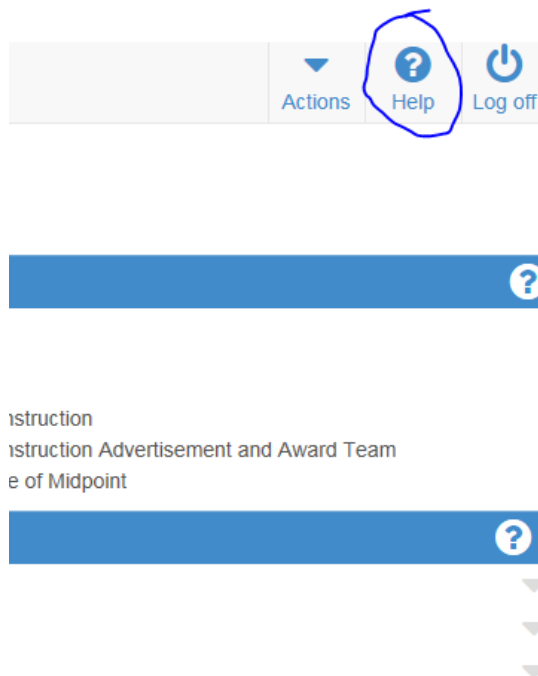 Actions Help Log off
nstruction
nstruction Advertisement and Award Team
e of Midpoint